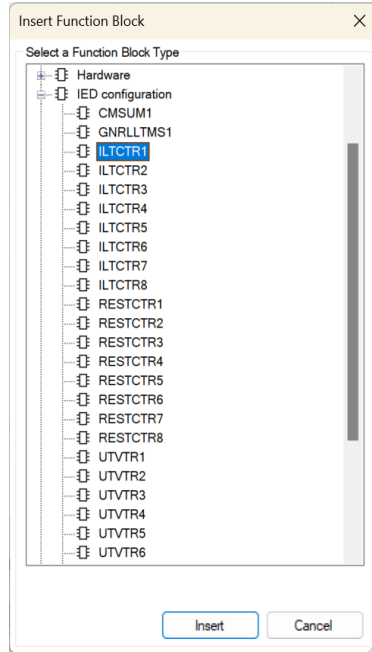 Insert Function Block
Select a Function Block Type
Hardware
IED configuration
CMSUM1
GNRLLTMS1
ILTCTR1
ILTCTR2
ILTCTR3
ILTCTR4
ILTCTR5
ILTCTR6
ILTCTR7
ILTCTR8
RESTCTR1
RESTCTR2
RESTCTR3
RESTCTR4
RESTCTR5
RESTCTR6
RESTCTR7
RESTCTR8
UTVTR1
UTVTR2
UTVTR3
UTVTR4
UTVTR5
UTVTR6
Insert Cancel